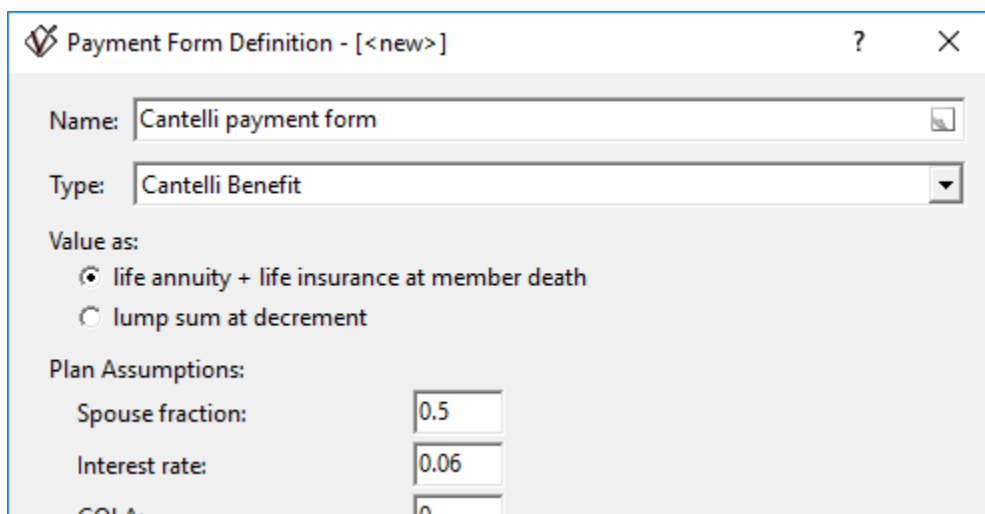 Payment Form Definition - [<new>]
?
Name: Cantelli payment form
Type: Cantelli Benefit
Value as:
life annuity + life insurance at member death
lump sum at decrement
Plan Assumptions:
Spouse fraction: 0.5
Interest rate: 0.06